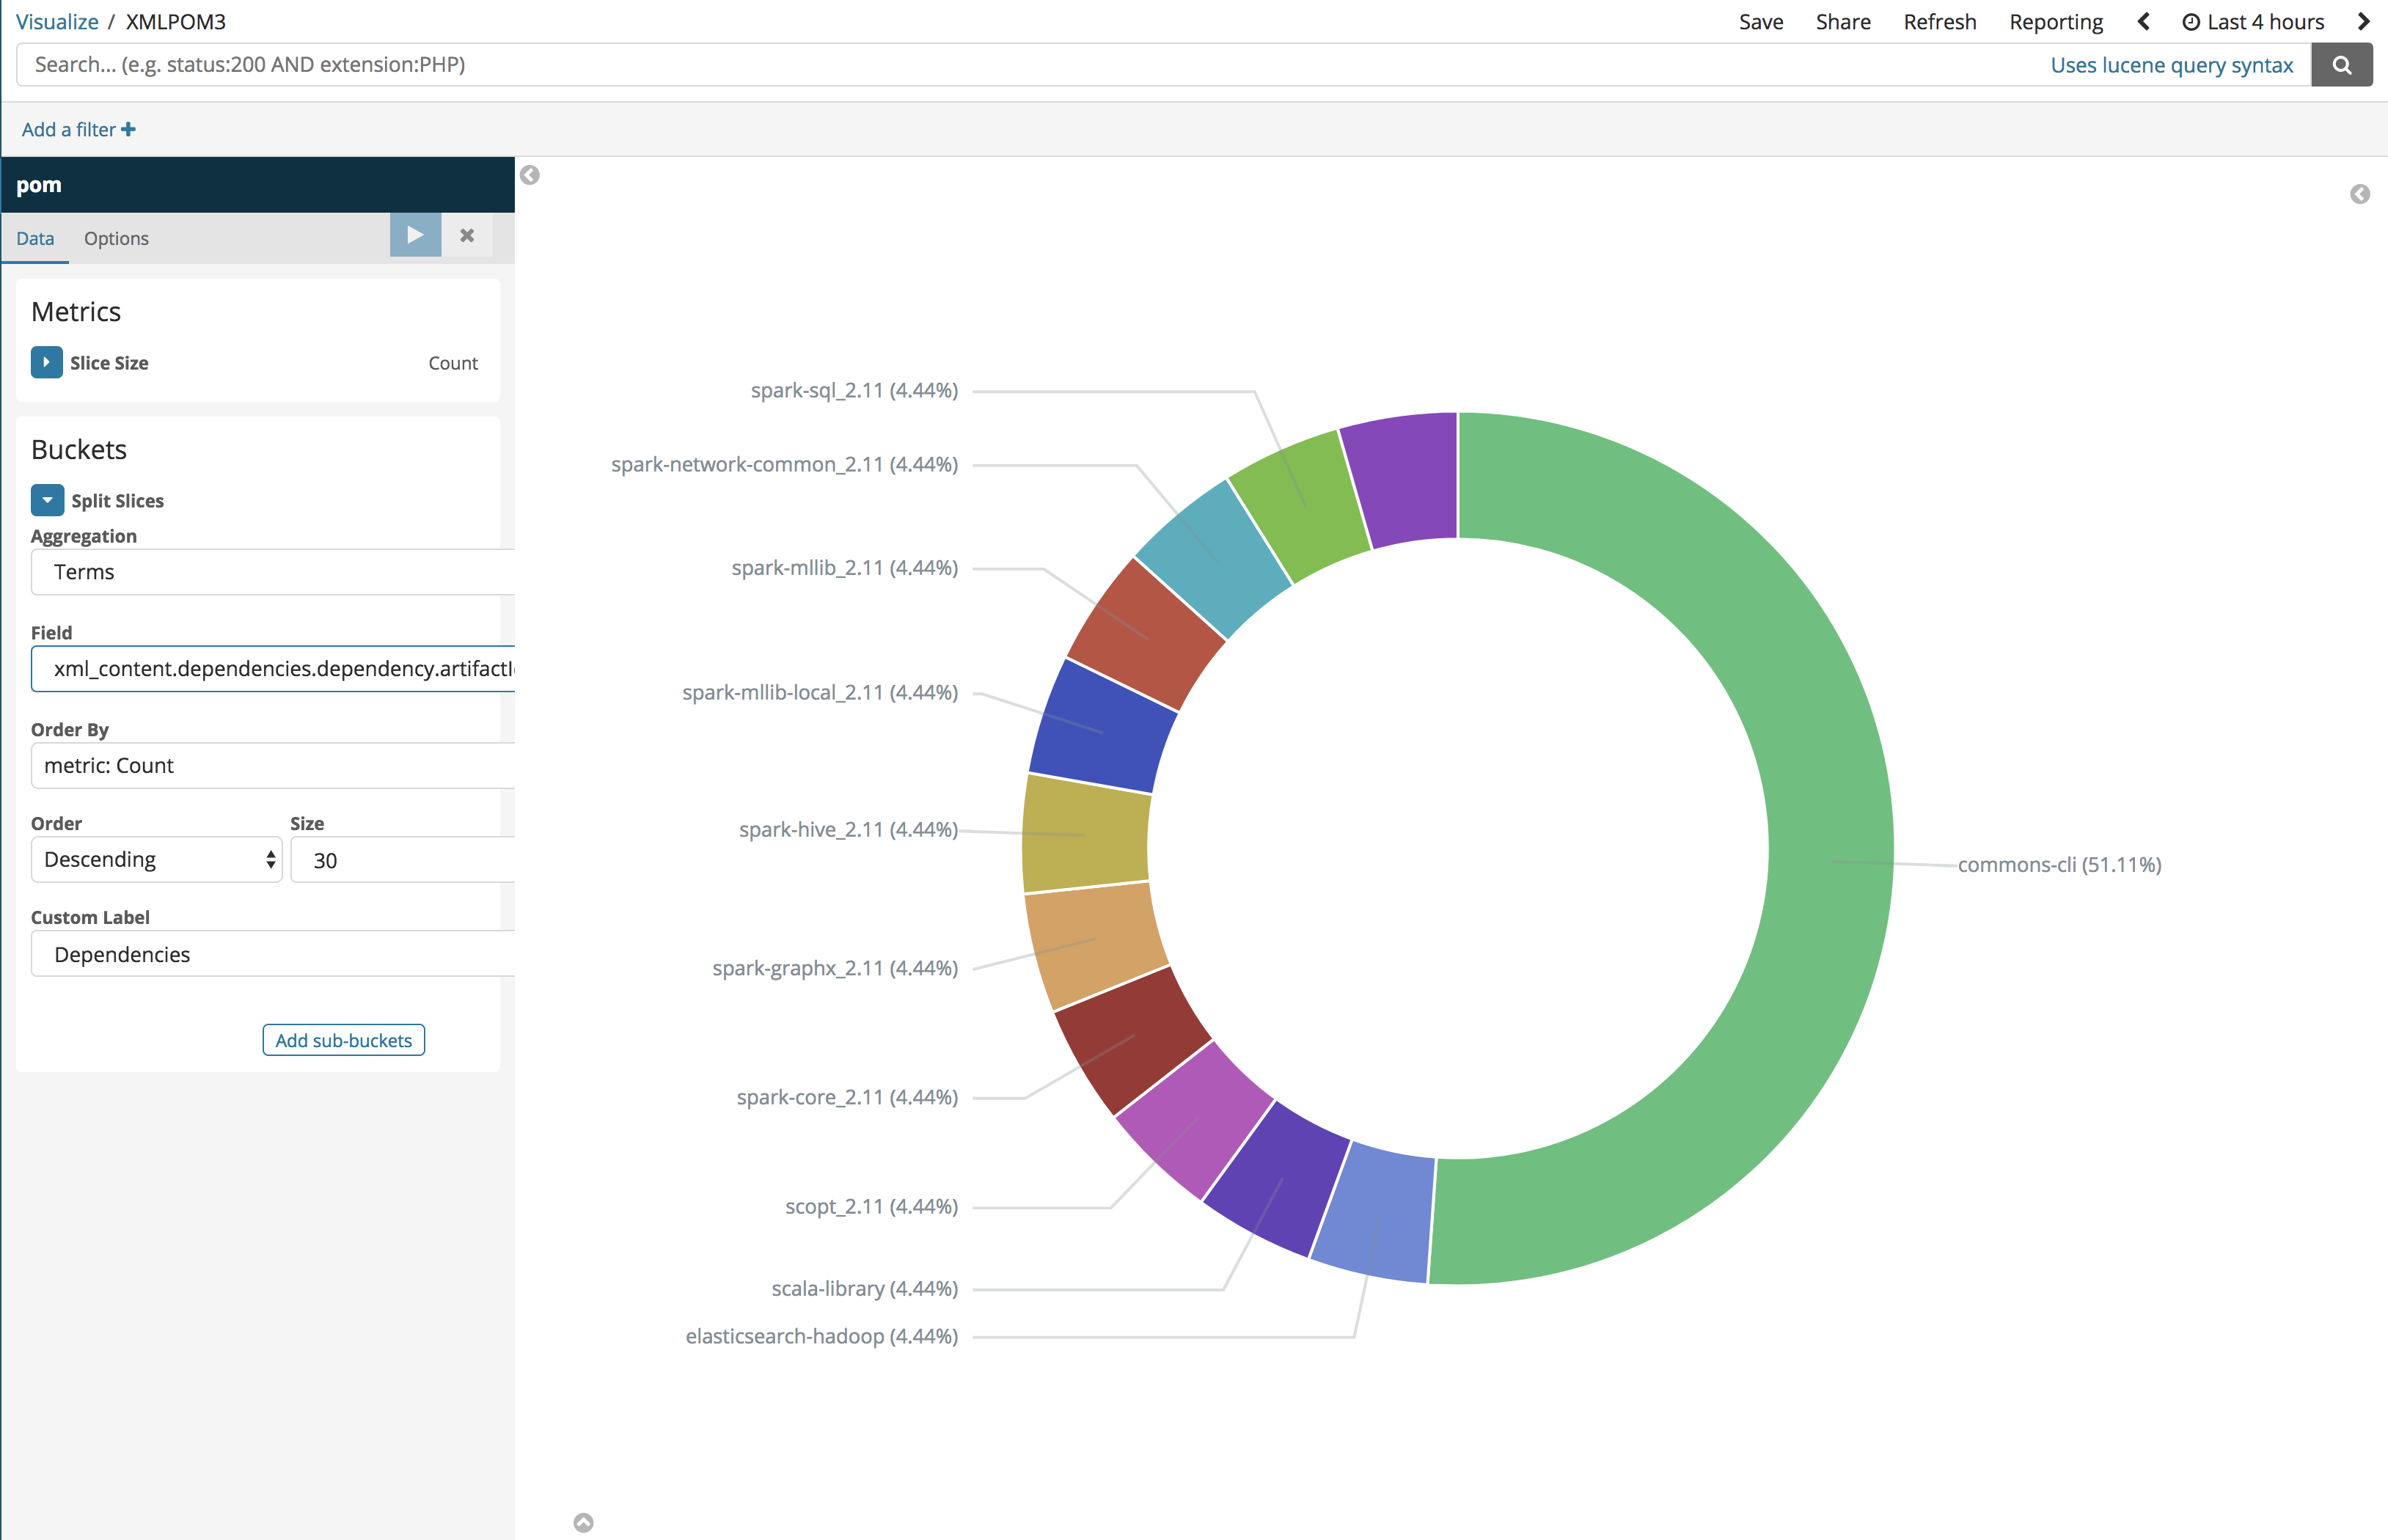 Visualize / XMLPOM3
Save Share Refresh Reporting Last 4 hours
Search... (e.g. status:200 AND extension:PHP)
Uses lucene query syntax
Add a filter
pom
Data Options
Metrics
Slice Size Count
Buckets
Split Slices
Aggregation
Terms
Field
xml_content.dependencies.dependency.artifactI
Order By
metric: Count
Order Size
Descending 30
Custom Label
Dependencies
Add sub-buckets
spark-sql_2.11 (4.44%)
spark-network-common_2.11 (4.44%)
spark-mllib_2.11 (4.44%)
spark-mllib-local_2.11 (4.44%)
spark-hive_2.11 (4.44%)
commons-cli (51.11%)
spark-graphx_2.11 (4.44%)
spark-core_2.11 (4.44%)
scopt_2.11 (4.44%)
scala-library (4.44%)
elasticsearch-hadoop (4.44%)